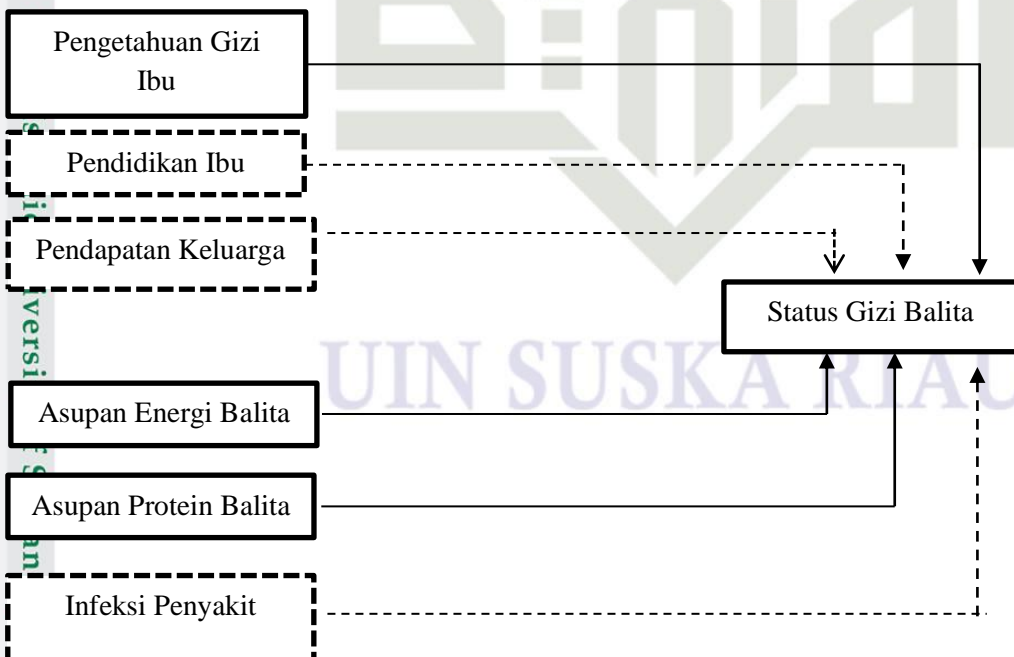 Pengetahuan Gizi
Ibu
Pendidikan Ibu
Pendapatan Keluarga
Status Gizi Balita
UIN SUSKA RIAU
Asupan Energi Balita
Asupan Protein Balita
Infeksi Penyakit